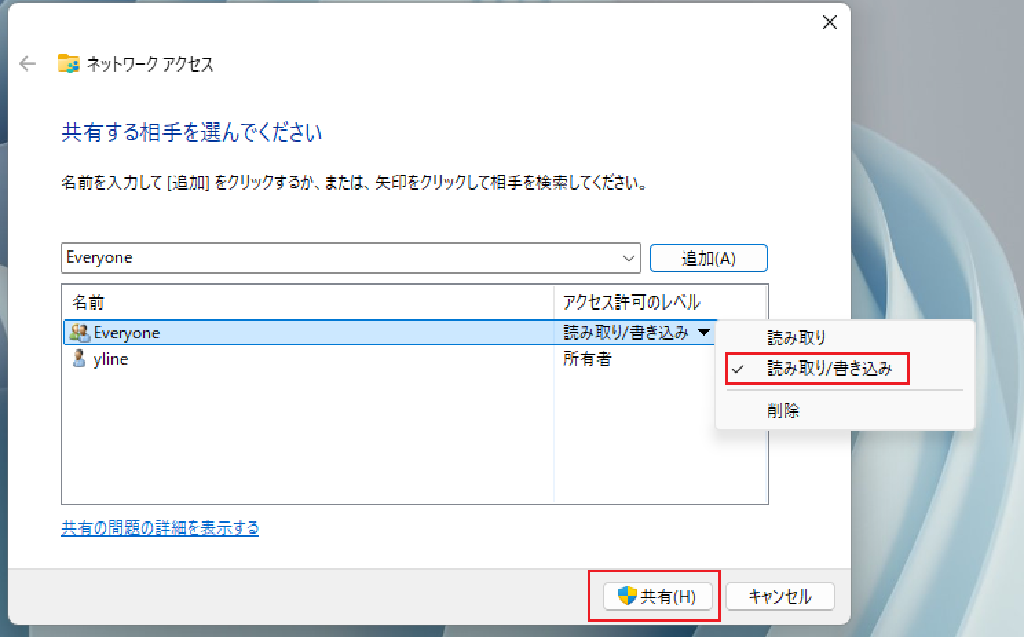 ネットワーク アクセス
共有する相手を選んでください
名前を入力して [追加] をクリックするか、または、矢印をクリックして相手を検索してください。
Everyone 追加(A)
名前 アクセス許可のレベル
Everyone 読み取り/書き込み
yline 所有者
読み取り
読み取り/書き込み
削除
共有の問題の詳細を表示する
共有(H) キャンセル